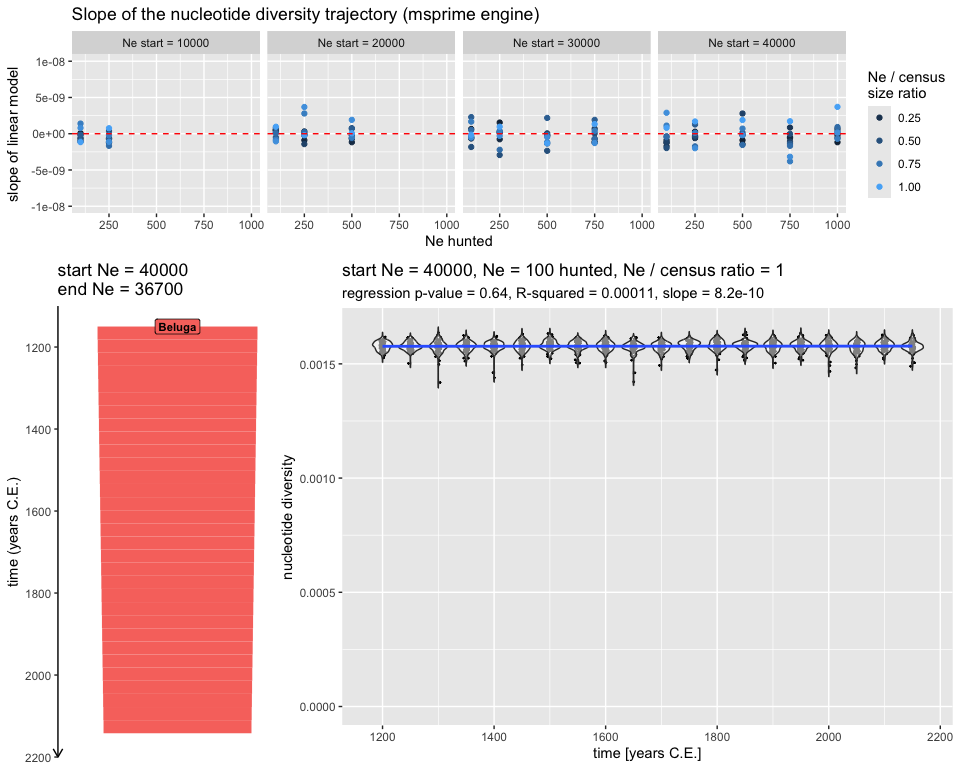 Slope of the nucleotide diversity trajectory (msprime engine)
Ne start = 10000
Ne start = 20000
Ne start = 30000
Ne start = 40000
1e-08
5e-09
0e+00
-5e-09
-1e-08
slope of linear model
250 500 750 1000
250 500 750 1000
250 500 750 1000
250 500 750 1000
Ne hunted
Ne / census
size ratio
0.25
0.50
0.75
1.00
start Ne = 40000
end Ne = 36700
Beluga
1200
1400
1600
1800
2000
2200
time (years C.E.)
start Ne = 40000, Ne = 100 hunted, Ne / census ratio = 1
regression p-value = 0.64, R-squared = 0.00011, slope = 8.2e-10
0.0015
0.0010
0.0005
0.0000
nucleotide diversity
1200 1400 1600 1800 2000 2200
time [years C.E.]